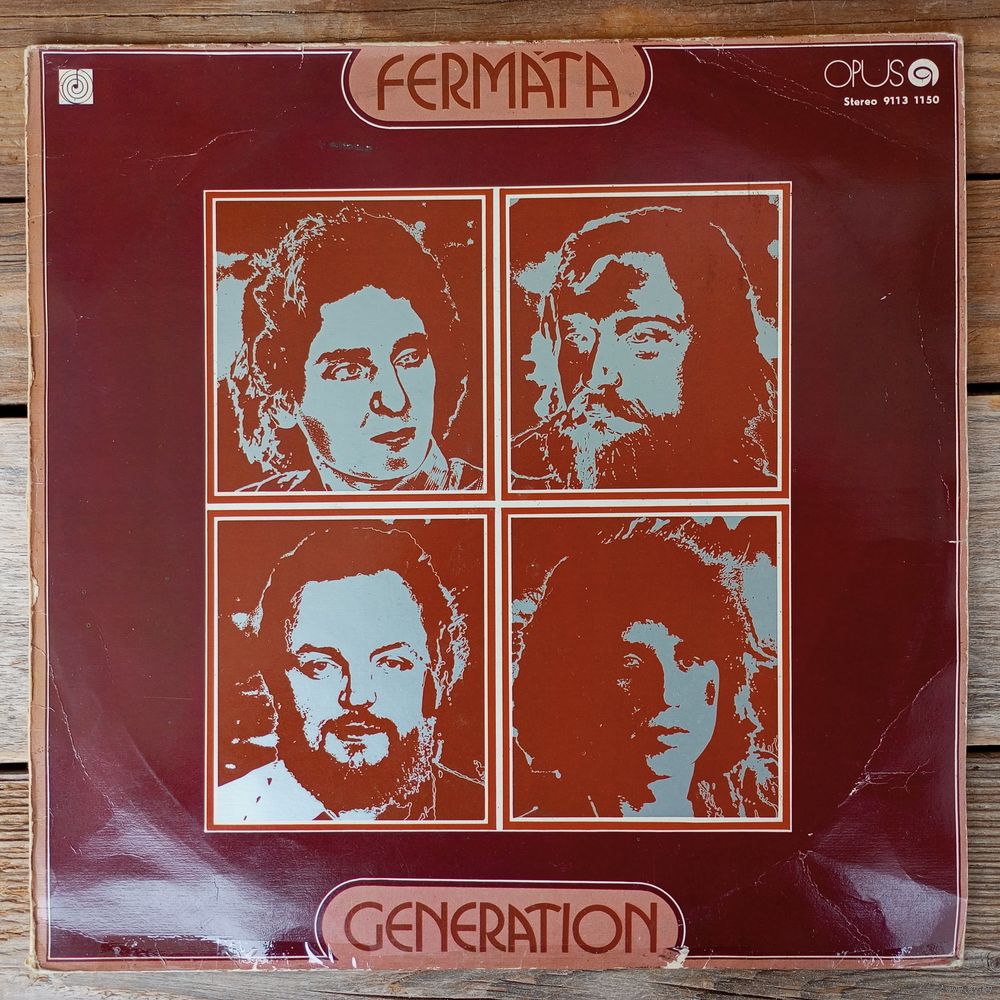 FERMÁTA
OPUS
Stereo 9113 1150
GENERATION